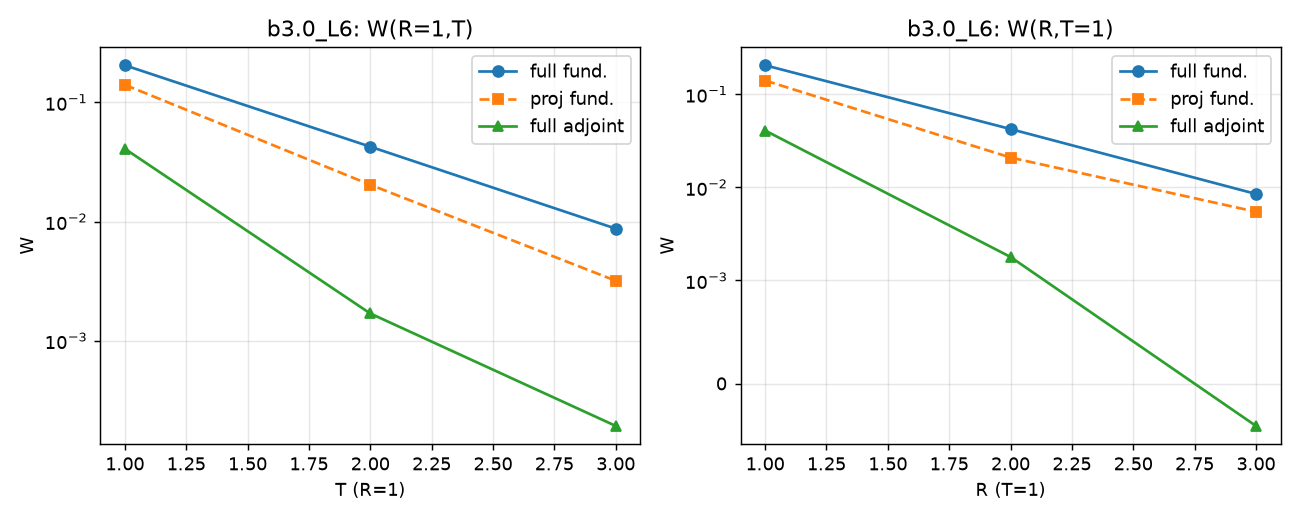 b3.0_L6: W(R=1,T)
W
10⁻¹
10⁻²
10⁻³
full fund.
proj fund.
full adjoint
1.00 1.25 1.50 1.75 2.00 2.25 2.50 2.75 3.00
T (R=1)
b3.0_L6: W(R,T=1)
W
10⁻¹
10⁻²
10⁻³
0
full fund.
proj fund.
full adjoint
1.00 1.25 1.50 1.75 2.00 2.25 2.50 2.75 3.00
R (T=1)